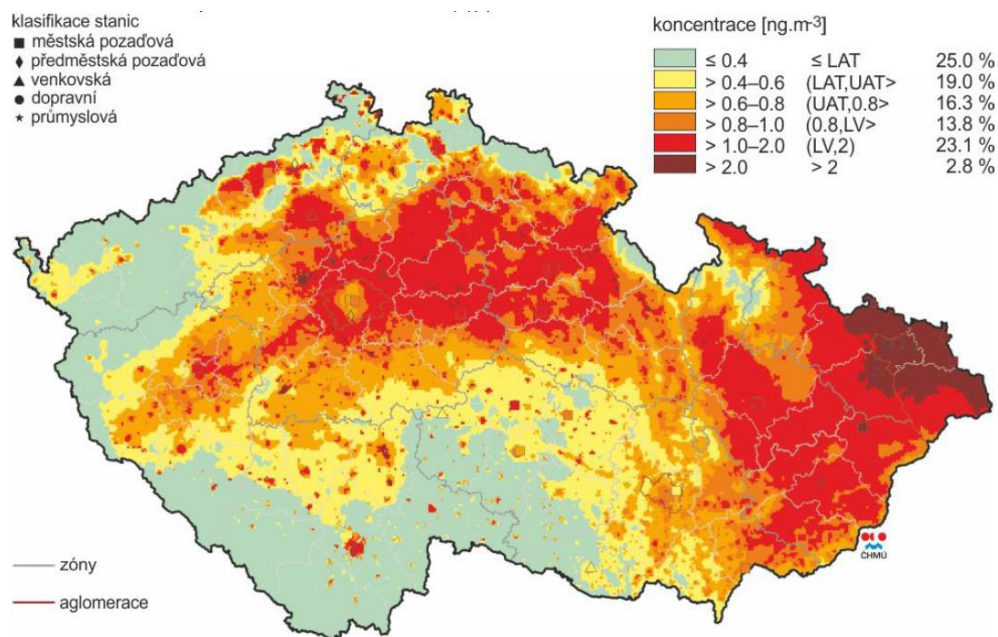 klasifikace stanic
městská pozaďová
předměstská pozaďová
venkovská
dopravní
průmyslová
koncentrace [ng.m-3]
≤ 0.4 ≤ LAT 25.0 %
> 0.4–0.6 (LAT,UAT> 19.0 %
> 0.6–0.8 (UAT,0.8> 16.3 %
> 0.8–1.0 (0.8,LV> 13.8 %
> 1.0–2.0 (LV,2) 23.1 %
> 2.0 > 2 2.8 %
ČHMÚ
zóny
aglomerace